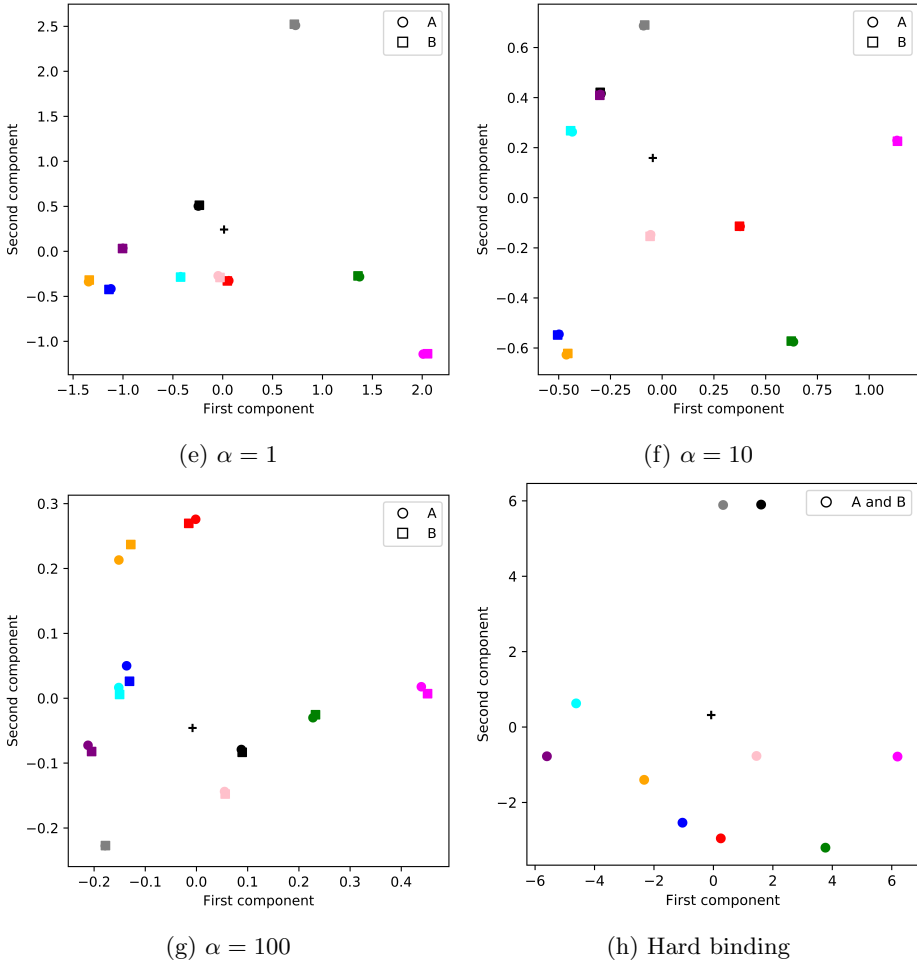 2.5
2.0
1.5
1.0
0.5
0.0
−0.5
−1.0
Second component
−1.5 −1.0 −0.5 0.0 0.5 1.0 1.5 2.0
First component
A
B
(e) α = 1
0.6
0.4
0.2
0.0
−0.2
−0.4
−0.6
Second component
−0.50 −0.25 0.00 0.25 0.50 0.75 1.00
First component
A
B
(f) α = 10
0.3
0.2
0.1
0.0
−0.1
−0.2
Second component
−0.2 −0.1 0.0 0.1 0.2 0.3 0.4
First component
A
B
(g) α = 100
6
4
2
0
−2
Second component
−6 −4 −2 0 2 4 6
First component
A and B
(h) Hard binding